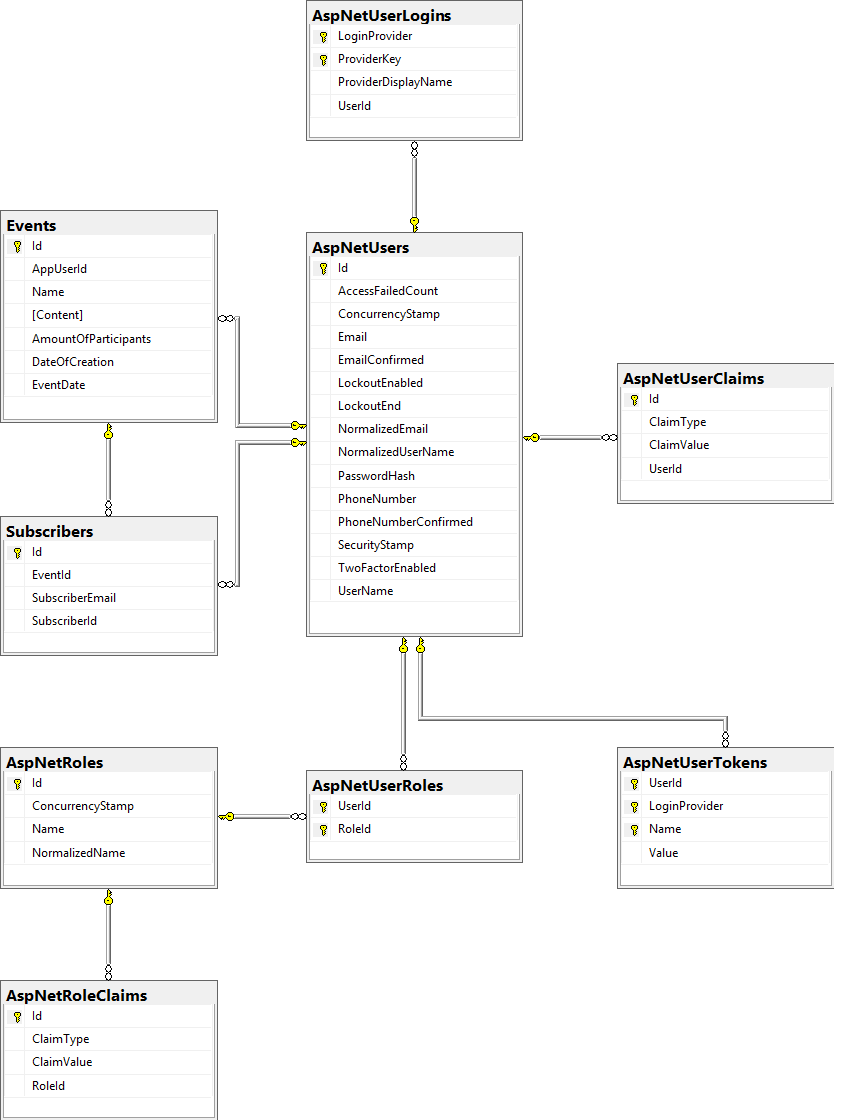 AspNetUserLogins
LoginProvider
ProviderKey
ProviderDisplayName
UserId
Events
Id
AppUserId
Name
[Content]
AmountOfParticipants
DateOfCreation
EventDate
AspNetUsers
Id
AccessFailedCount
ConcurrencyStamp
Email
EmailConfirmed
LockoutEnabled
LockoutEnd
NormalizedEmail
NormalizedUserName
PasswordHash
PhoneNumber
PhoneNumberConfirmed
SecurityStamp
TwoFactorEnabled
UserName
AspNetUserClaims
Id
ClaimType
ClaimValue
UserId
Subscribers
Id
EventId
SubscriberEmail
SubscriberId
AspNetRoles
Id
ConcurrencyStamp
Name
NormalizedName
AspNetUserRoles
UserId
RoleId
AspNetUserTokens
UserId
LoginProvider
Name
Value
AspNetRoleClaims
Id
ClaimType
ClaimValue
RoleId